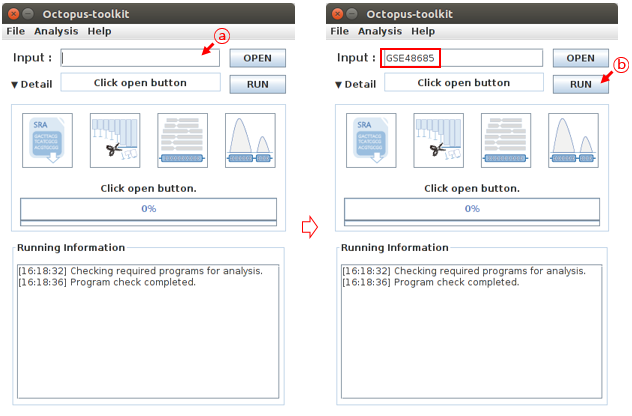 Octopus-toolkit
File Analysis Help
Input : ⓐ OPEN
▼ Detail Click open button RUN
SRA
Click open button.
0%
Running Information
[16:18:32] Checking required programs for analysis.
[16:18:36] Program check completed.
Octopus-toolkit
File Analysis Help
Input : GSE48685 OPEN
▼ Detail Click open button RUN ⓑ
SRA
Click open button.
0%
Running Information
[16:18:32] Checking required programs for analysis.
[16:18:36] Program check completed.